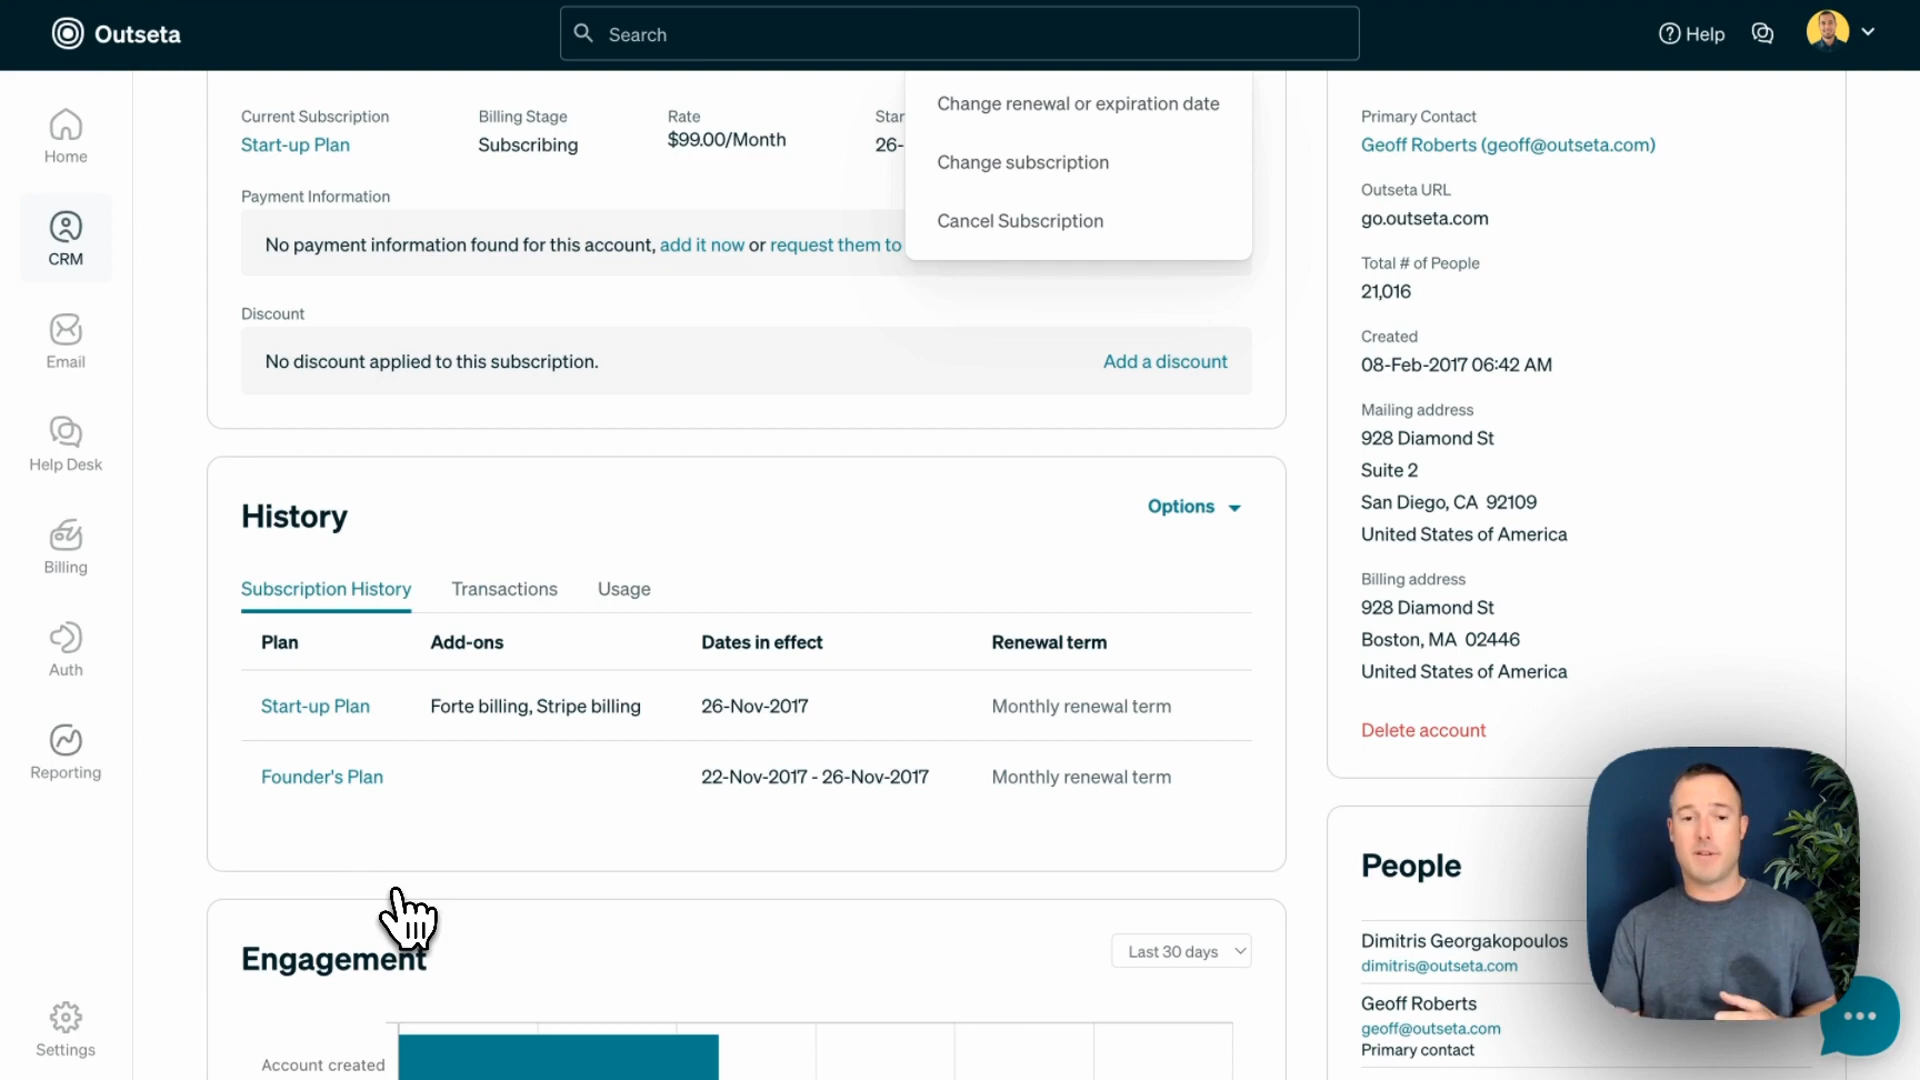 Outseta
Search
Help
Home
CRM
Email
Help Desk
Billing
Auth
Reporting
Settings
Current Subscription
Start-up Plan
Billing Stage
Subscribing
Rate
$99.00/Month
Star
26-
Change renewal or expiration date
Change subscription
Cancel Subscription
Payment Information
No payment information found for this account, add it now or request them to
Discount
No discount applied to this subscription.
Add a discount
History
Options
Subscription History Transactions Usage
Plan Add-ons Dates in effect Renewal term
Start-up Plan Forte billing, Stripe billing 26-Nov-2017 Monthly renewal term
Founder's Plan 22-Nov-2017 - 26-Nov-2017 Monthly renewal term
Engagement
Last 30 days
Account created
Primary Contact
Geoff Roberts (geoff@outseta.com)
Outseta URL
go.outseta.com
Total # of People
21,016
Created
08-Feb-2017 06:42 AM
Mailing address
928 Diamond St
Suite 2
San Diego, CA 92109
United States of America
Billing address
928 Diamond St
Boston, MA 02446
United States of America
Delete account
People
Dimitris Georgakopoulos
dimitris@outseta.com
Geoff Roberts
geoff@outseta.com
Primary contact